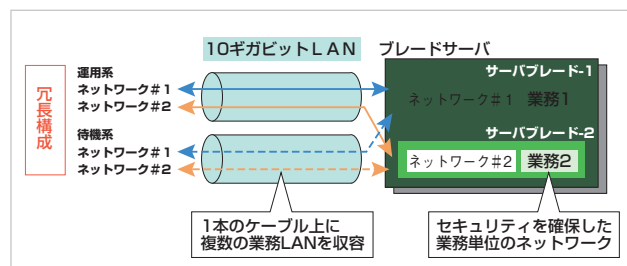 10ギガビットLAN
ブレードサーバ
冗長構成
運用系
ネットワーク#1
ネットワーク#2
待機系
ネットワーク#1
ネットワーク#2
サーバブレード-1
ネットワーク#1 業務1
サーバブレード-2
ネットワーク#2 業務2
1本のケーブル上に
複数の業務LANを収容
セキュリティを確保した
業務単位のネットワーク